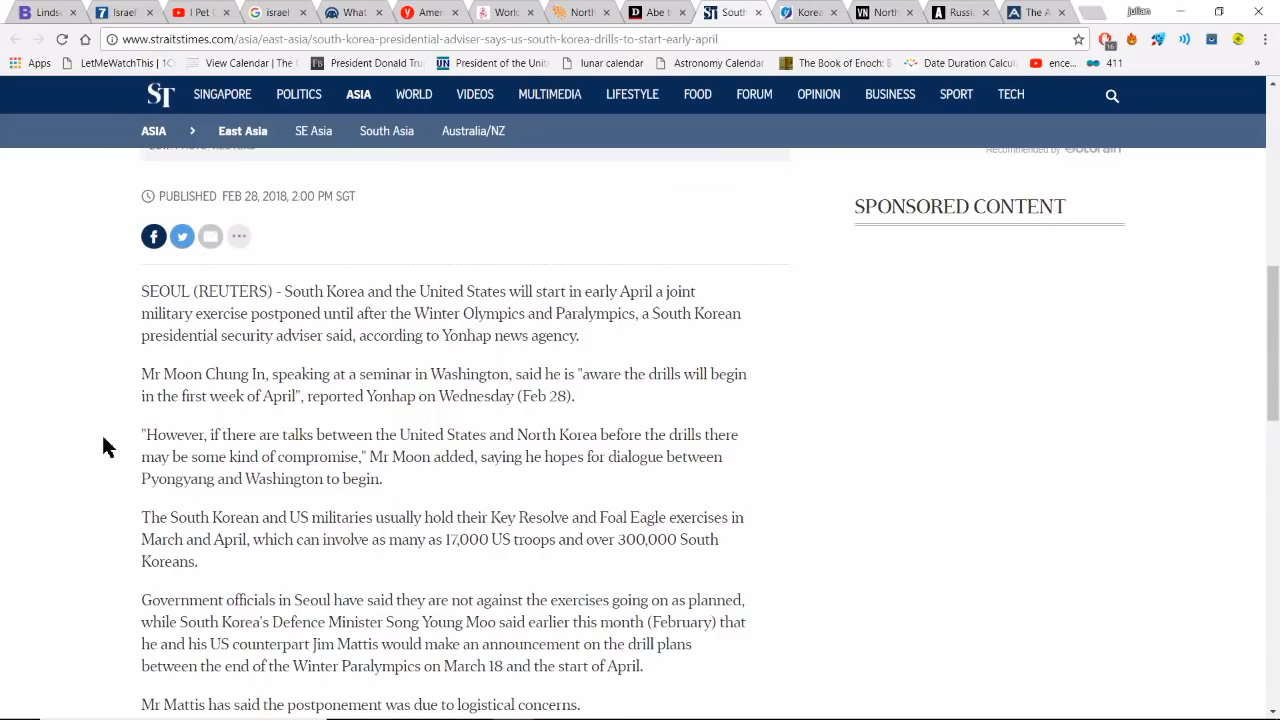 Linds
Israel
I Pet
israel
What
Amer
World
North
Abe t
South
Korea
North
Russi
The A
julian
www.straitstimes.com/asia/east-asia/south-korea-presidential-adviser-says-us-south-korea-drills-to-start-early-april
16
Apps LetMeWatchThis | 1C View Calendar | The C President Donald Tru President of the Unite lunar calendar Astronomy Calendar The Book of Enoch: E Date Duration Calcu ence... 411 »
ST SINGAPORE POLITICS ASIA WORLD VIDEOS MULTIMEDIA LIFESTYLE FOOD FORUM OPINION BUSINESS SPORT TECH
ASIA > East Asia SE Asia South Asia Australia/NZ
Recommended by
PUBLISHED FEB 28, 2018, 2:00 PM SGT
SPONSORED CONTENT
SEOUL (REUTERS) - South Korea and the United States will start in early April a joint
military exercise postponed until after the Winter Olympics and Paralympics, a South Korean
presidential security adviser said, according to Yonhap news agency.
Mr Moon Chung In, speaking at a seminar in Washington, said he is "aware the drills will begin
in the first week of April", reported Yonhap on Wednesday (Feb 28).
"However, if there are talks between the United States and North Korea before the drills there
may be some kind of compromise," Mr Moon added, saying he hopes for dialogue between
Pyongyang and Washington to begin.
The South Korean and US militaries usually hold their Key Resolve and Foal Eagle exercises in
March and April, which can involve as many as 17,000 US troops and over 300,000 South
Koreans.
Government officials in Seoul have said they are not against the exercises going on as planned,
while South Korea's Defence Minister Song Young Moo said earlier this month (February) that
he and his US counterpart Jim Mattis would make an announcement on the drill plans
between the end of the Winter Paralympics on March 18 and the start of April.
Mr Mattis has said the postponement was due to logistical concerns.